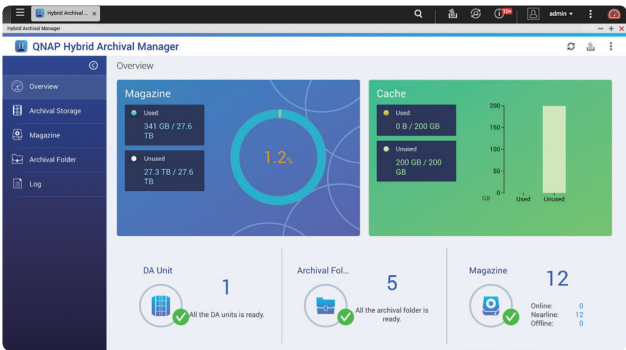 Hybrid Archival ... x
10+
admin
Hybrid Archival Manager
QNAP Hybrid Archival Manager
Overview
Overview
Archival Storage
Magazine
Archival Folder
Log
Magazine
Used:
341 GB / 27.6
TB
Unused
27.3 TB / 27.6
TB
1.2%
Cache
Used:
0 B / 200 GB
Unused
200 GB / 200
GB
200
150
100
50
0
GB
Used
Unused
DA Unit
1
All the DA units is ready.
Archival Fol...
5
All the archival folder is
ready.
Magazine
12
Online: 0
Nearline: 12
Offline: 0